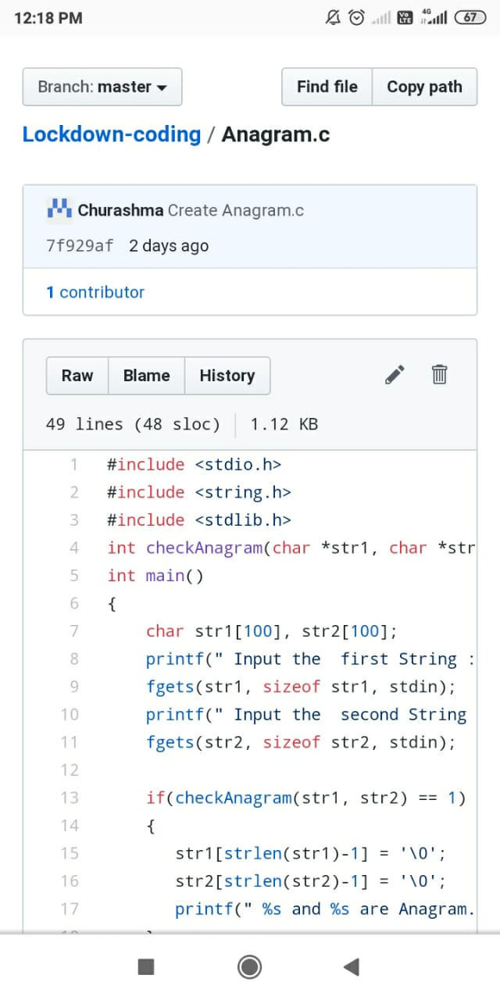 12:18 PM Vo LTE 4G 67
Branch: master Find file Copy path
Lockdown-coding / Anagram.c
Churashma Create Anagram.c
7f929af 2 days ago
1 contributor
Raw Blame History
49 lines (48 sloc) 1.12 KB
1 #include <stdio.h>
2 #include <string.h>
3 #include <stdlib.h>
4 int checkAnagram(char *str1, char *str
5 int main()
6 {
7 char str1[100], str2[100];
8 printf(" Input the  first String :
9 fgets(str1, sizeof str1, stdin);
10 printf(" Input the  second String
11 fgets(str2, sizeof str2, stdin);
12
13 if(checkAnagram(str1, str2) == 1)
14 {
15 str1[strlen(str1)-1] = '\0';
16 str2[strlen(str2)-1] = '\0';
17 printf(" %s and %s are Anagram.